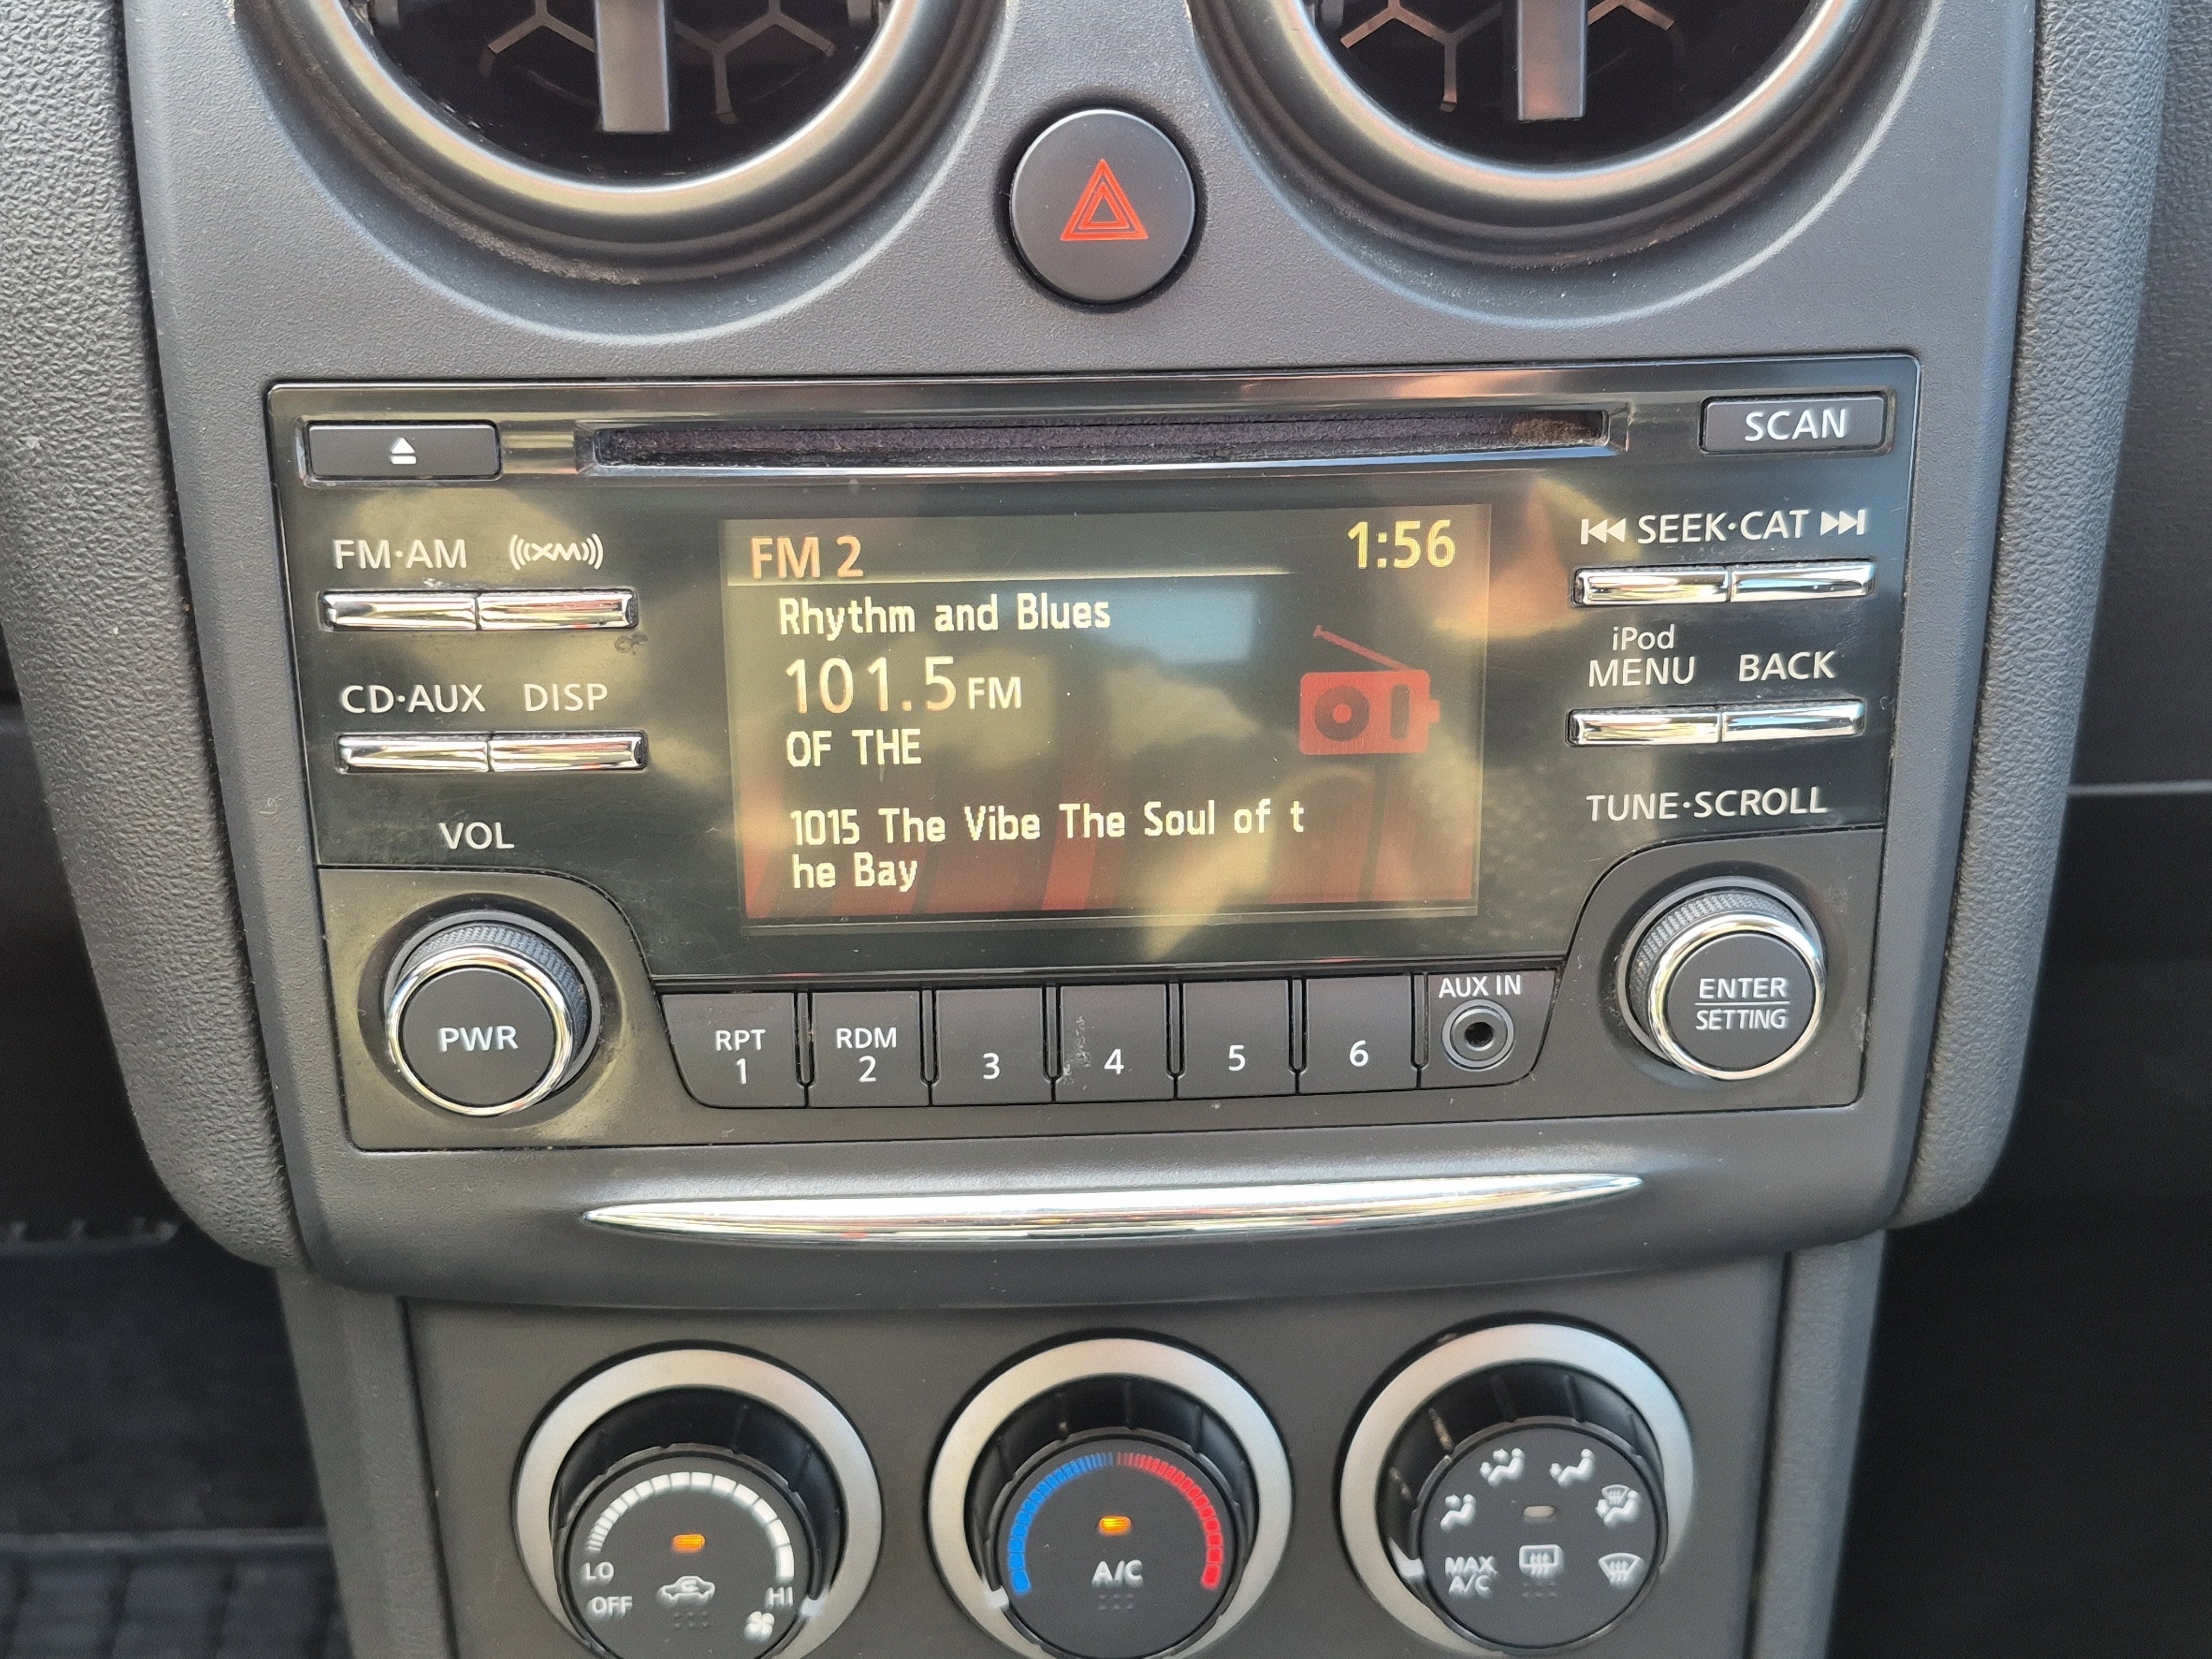 SCAN
FM·AM XM
SEEK·CAT
FM 2 1:56
Rhythm and Blues
101.5 FM
OF THE
1015 The Vibe The Soul of t
he Bay
iPod
MENU BACK
CD·AUX DISP
VOL
TUNE·SCROLL
PWR
RPT
1
RDM
2
3
4
5
6
AUX IN
ENTER
SETTING
LO
OFF
HI
A/C
MAX
A/C